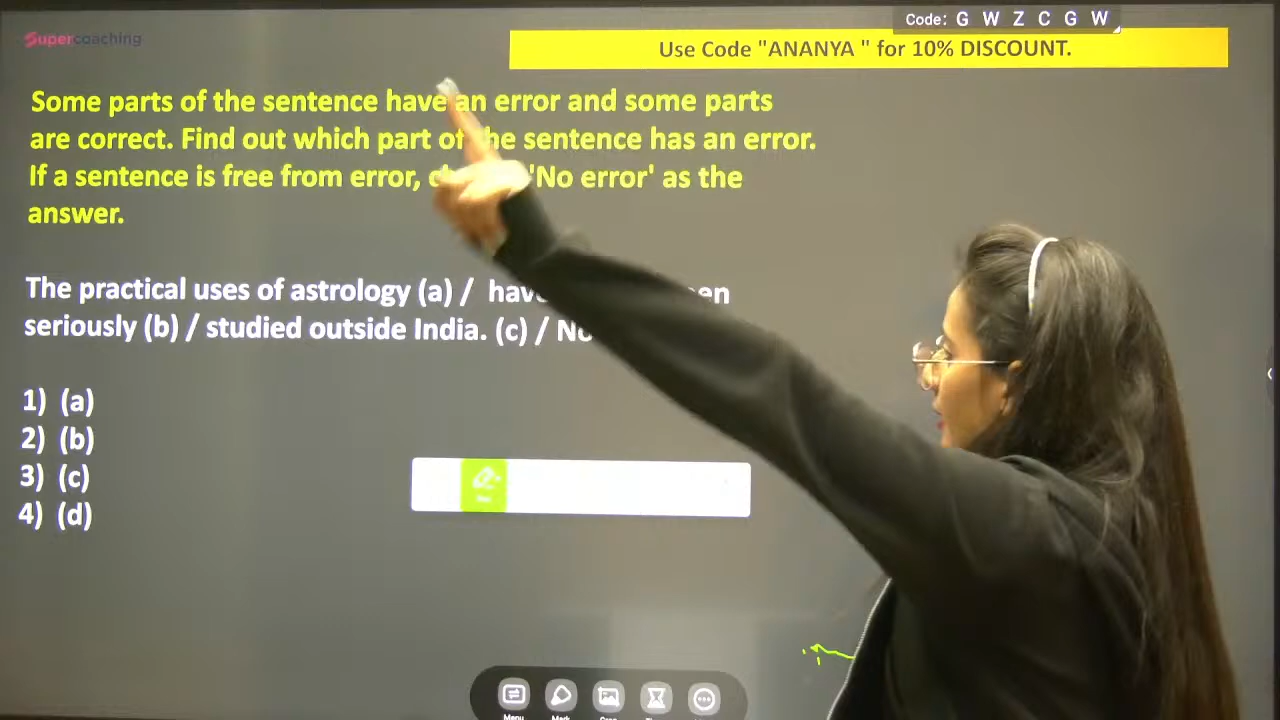 Code: G W Z C G W
Supercoaching
Use Code "ANANYA " for 10% DISCOUNT.
Some parts of the sentence have an error and some parts
are correct. Find out which part of the sentence has an error.
If a sentence is free from error, 'No error' as the
answer.
The practical uses of astrology (a) /
seriously (b) / studied outside India. (c) / No
1) (a)
2) (b)
3) (c)
4) (d)
Menu